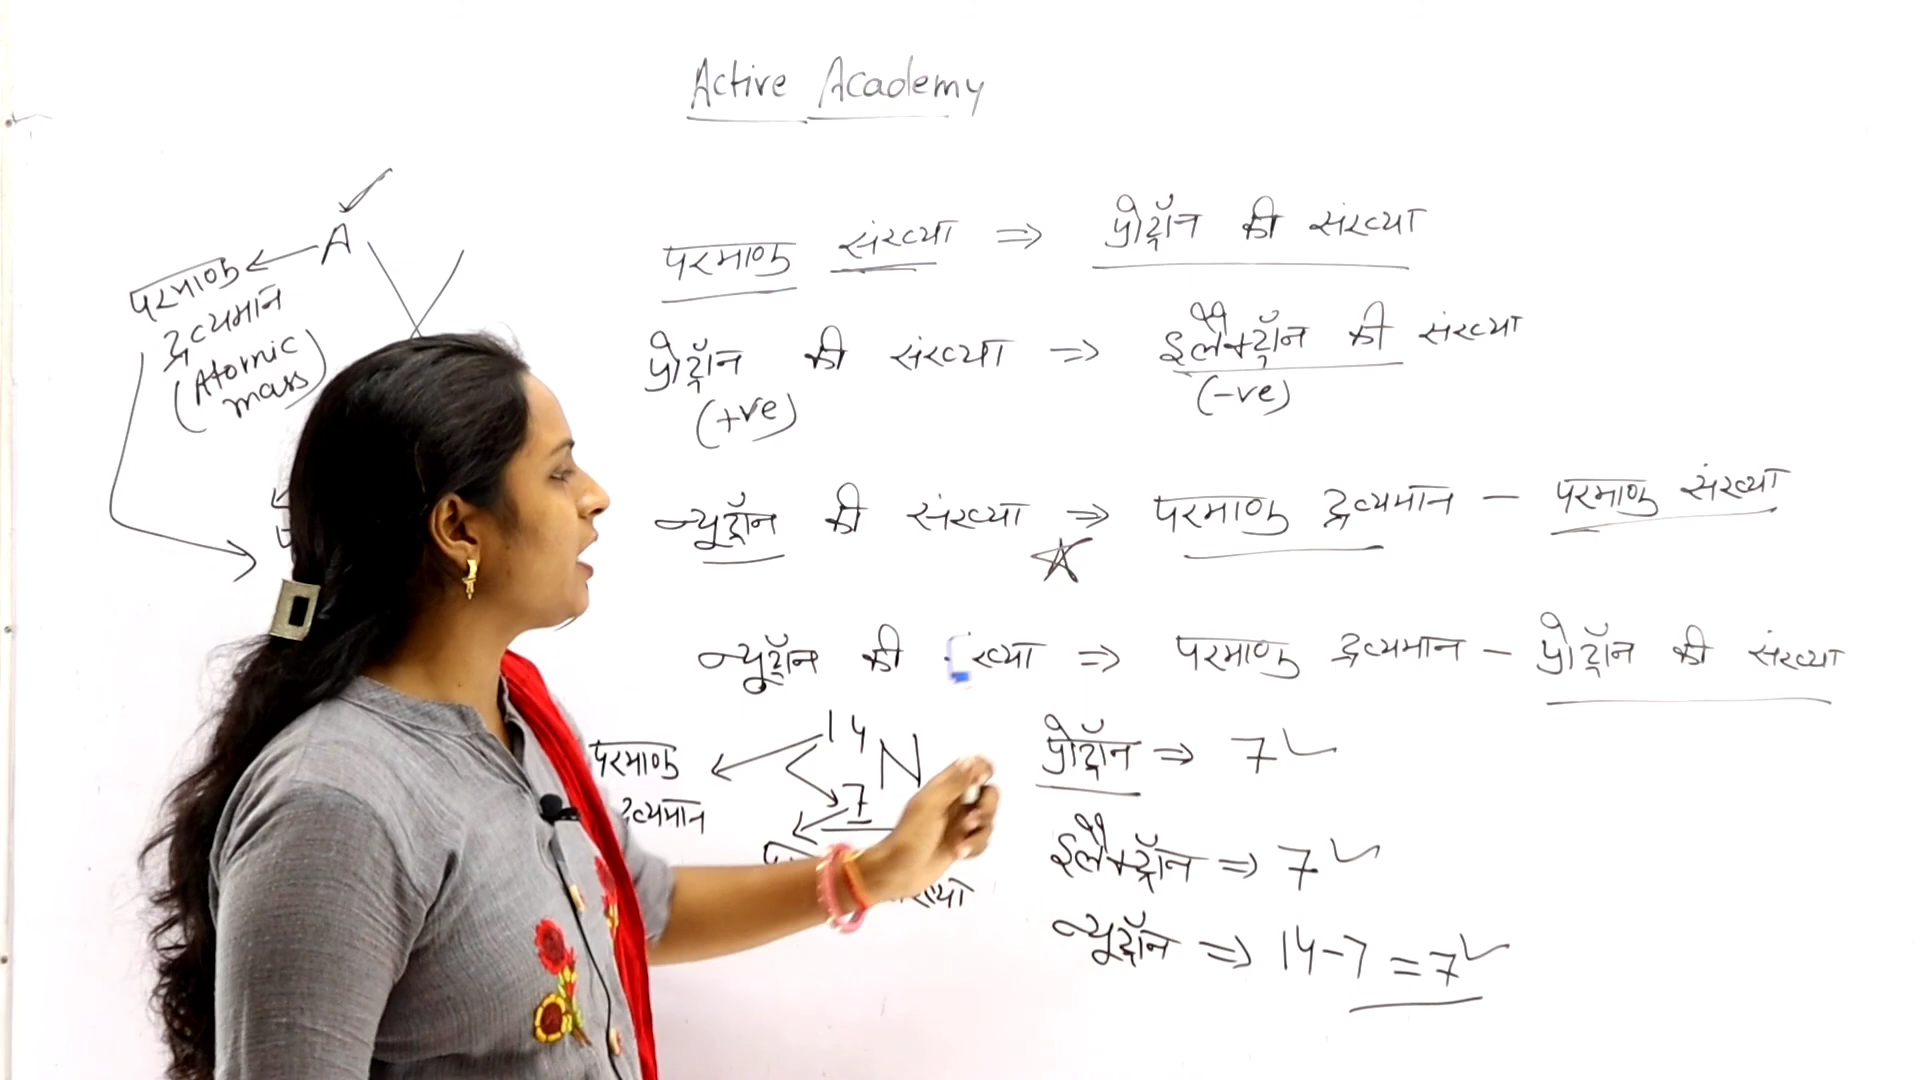 Active Academy
A
परमाणु
द्रव्यमान
(Atomic
mass)
परमाणु संख्या ⇒ प्रोट्रॉन की संख्या
प्रोट्रॉन की संख्या ⇒ इलैक्ट्रॉन की संख्या
(+ve) (-ve)
न्यूट्रॉन की संख्या ⇒ परमाणु द्रव्यमान - परमाणु संख्या
न्यूट्रॉन की ख्या ⇒ परमाणु द्रव्यमान - प्रोट्रॉन की संख्या
14
N
7
परमाणु
द्रव्यमान
प्रोट्रॉन ⇒ 7 ✓
इलैक्ट्रॉन ⇒ 7 ✓
न्यूट्रॉन ⇒ 14-7 = 7 ✓